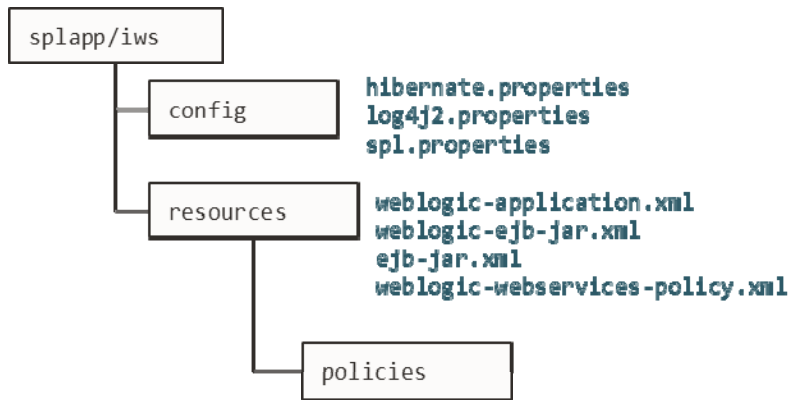 splapp/iws
config
hibernate.properties
log4j2.properties
spl.properties
resources
weblogic-application.xml
weblogic-ejb-jar.xml
ejb-jar.xml
weblogic-webservices-policy.xml
policies